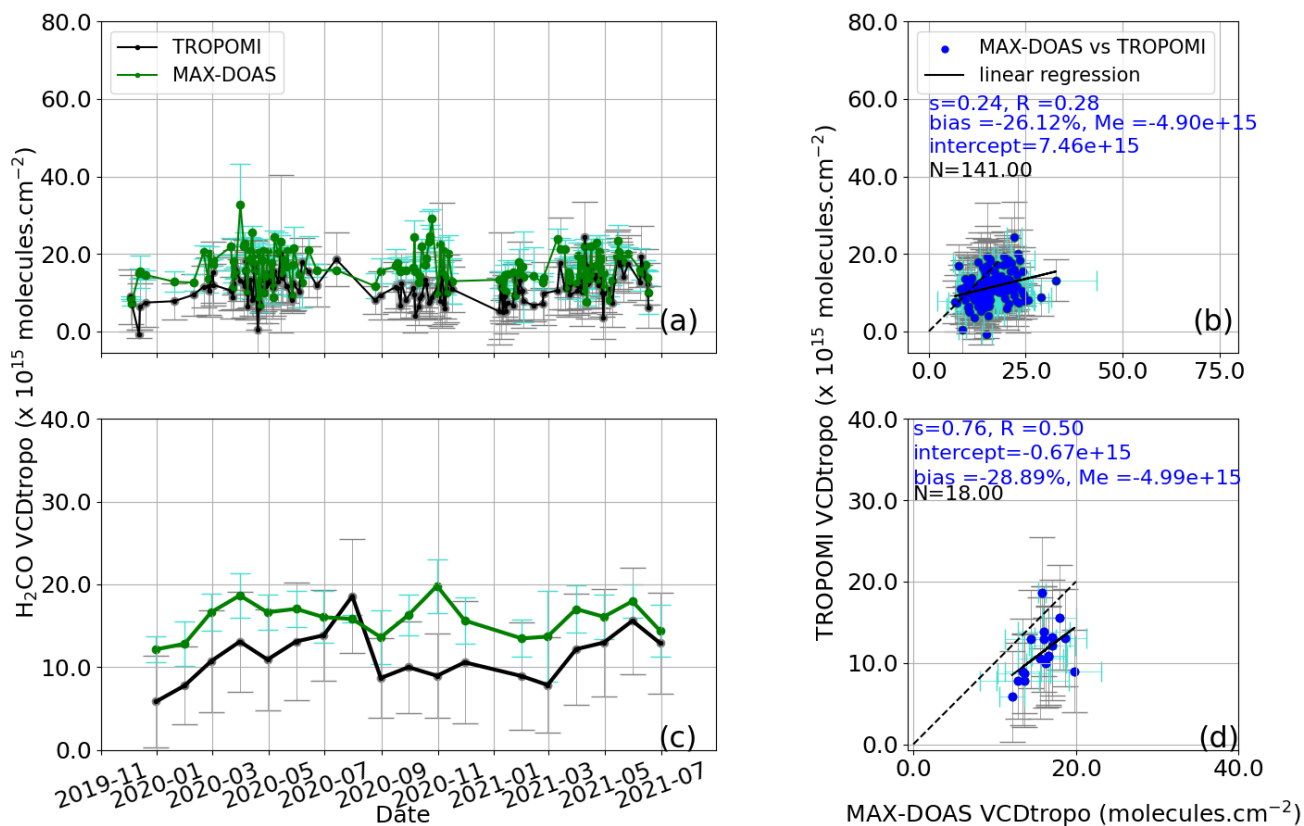 80.0
60.0
40.0
20.0
0.0
TROPOMI
MAX-DOAS
(a)
80.0
60.0
40.0
20.0
0.0
MAX-DOAS vs TROPOMI
linear regression
s=0.24, R =0.28
bias =-26.12%, Me =-4.90e+15
intercept=7.46e+15
N=141.00
(b)
0.0 25.0 50.0 75.0
H₂CO VCDtropo (x 10¹⁵ molecules.cm⁻²)
40.0
30.0
20.0
10.0
0.0
(c)
2019-11 2020-01 2020-03 2020-05 2020-07 2020-09 2020-11 2021-01 2021-03 2021-05 2021-07
Date
TROPOMI VCDtropo (x 10¹⁵ molecules.cm⁻²)
40.0
30.0
20.0
10.0
0.0
s=0.76, R =0.50
intercept=-0.67e+15
bias =-28.89%, Me =-4.99e+15
N=18.00
(d)
0.0 20.0 40.0
MAX-DOAS VCDtropo (molecules.cm⁻²)